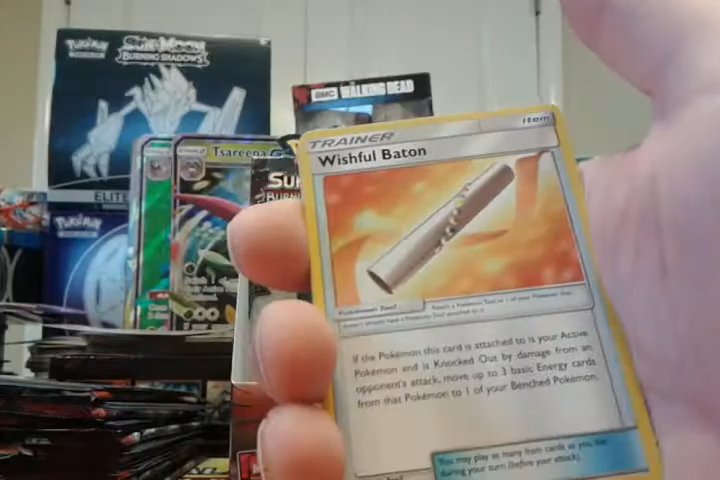 Pokémon
SUN & MOON
BURNING SHADOWS
AMC THE WALKING DEAD
ELITE
Pokémon
Tsareena
SUN
BURNING
TRAINER
Item
Wishful Baton
Pokémon Tool
Attach a Pokémon Tool to 1 of your Pokémon that
doesn't already have a Pokémon Tool attached to it.
If the Pokémon this card is attached to is your Active
Pokémon and is Knocked Out by damage from an
opponent's attack, move up to 3 basic Energy cards
from that Pokémon to 1 of your Benched Pokémon.
You may play as many Item cards as you like
during your turn (before your attack).